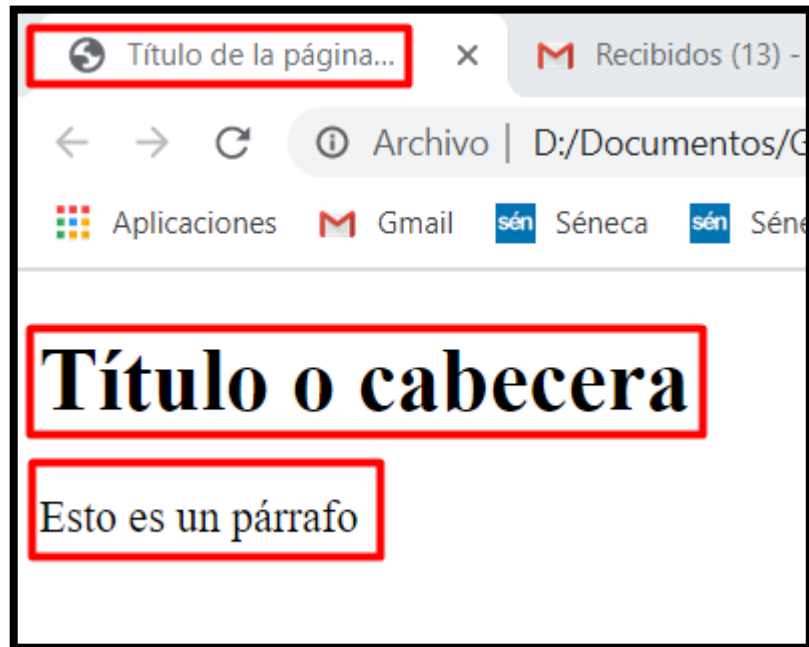 Título de la página... Recibidos (13) -
Archivo | D:/Documentos/G
Aplicaciones Gmail sén Séneca sén Séne
Título o cabecera
Esto es un párrafo